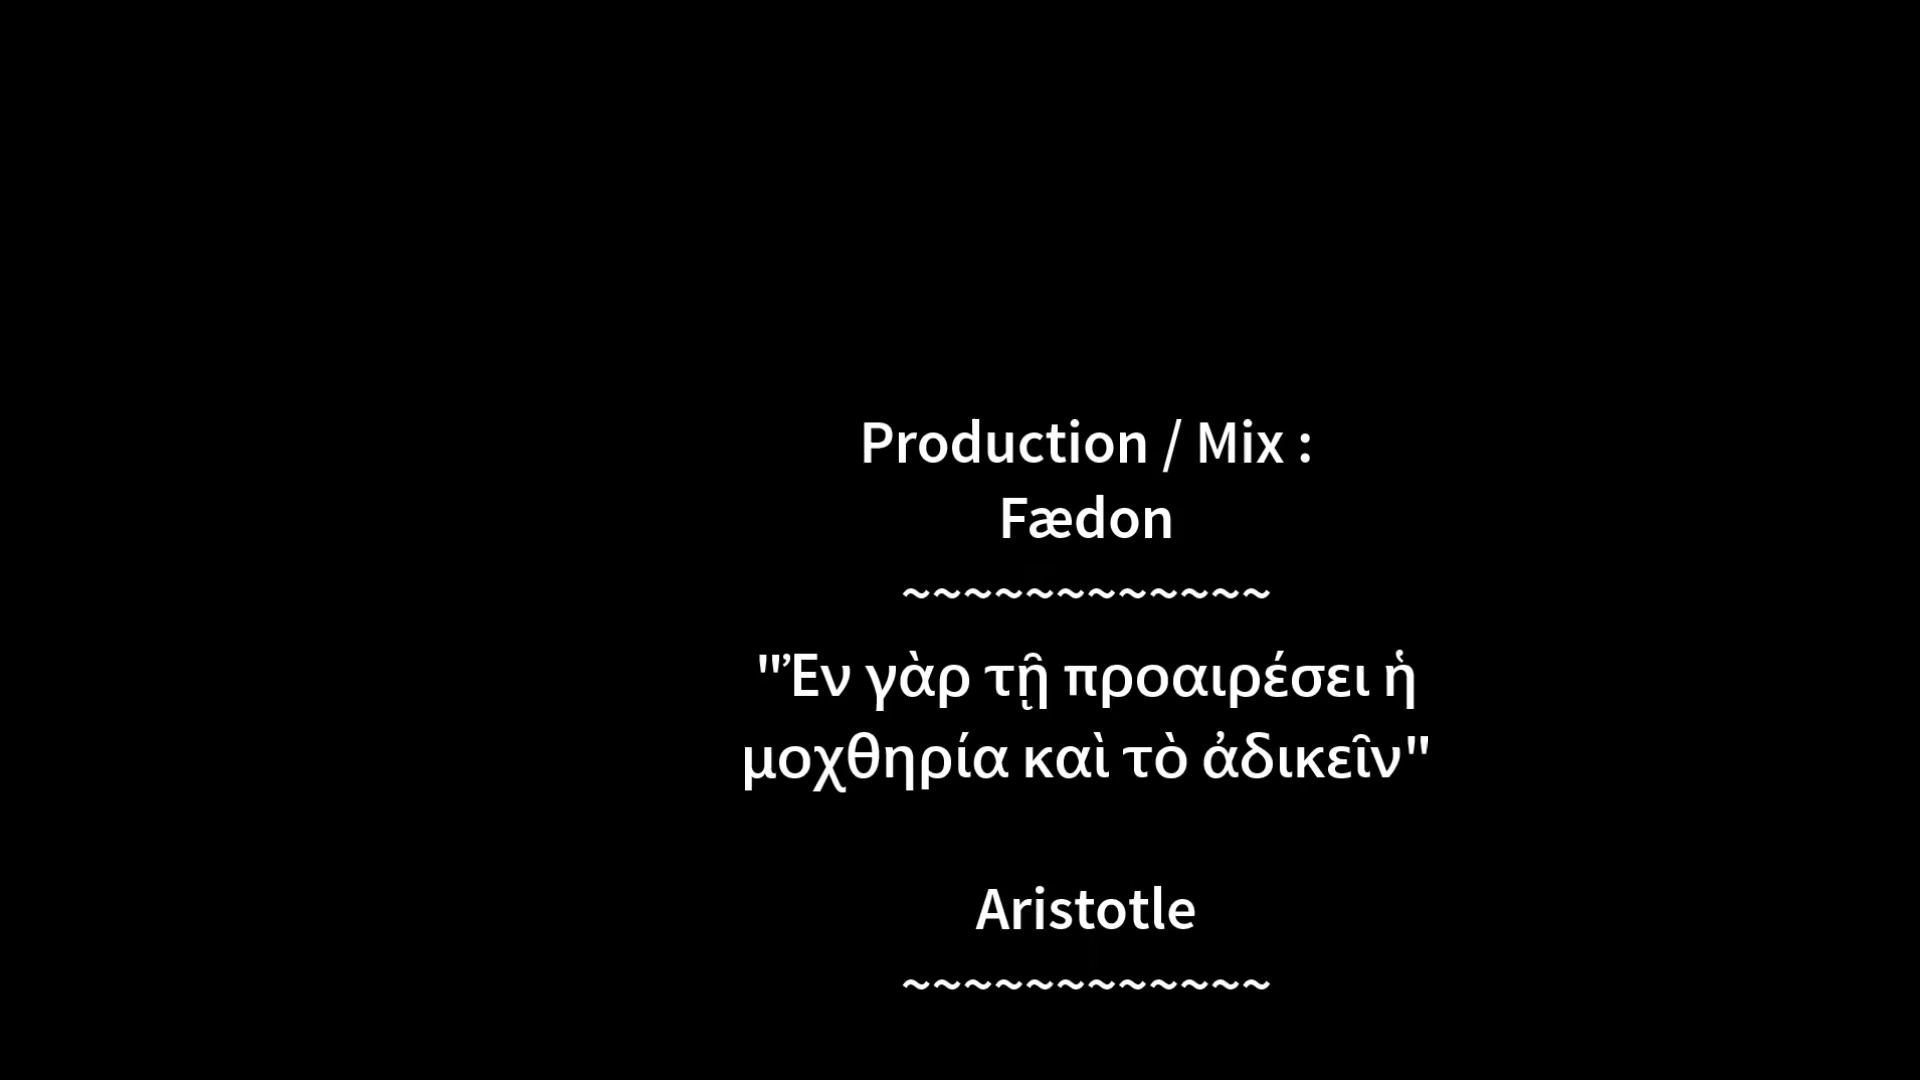 Production / Mix :
Fædon
~~~~~~~~~~~~
"Ἐν γὰρ τῇ προαιρέσει ἡ
μοχθηρία καὶ τὸ ἀδικεῖν"
Aristotle
~~~~~~~~~~~~